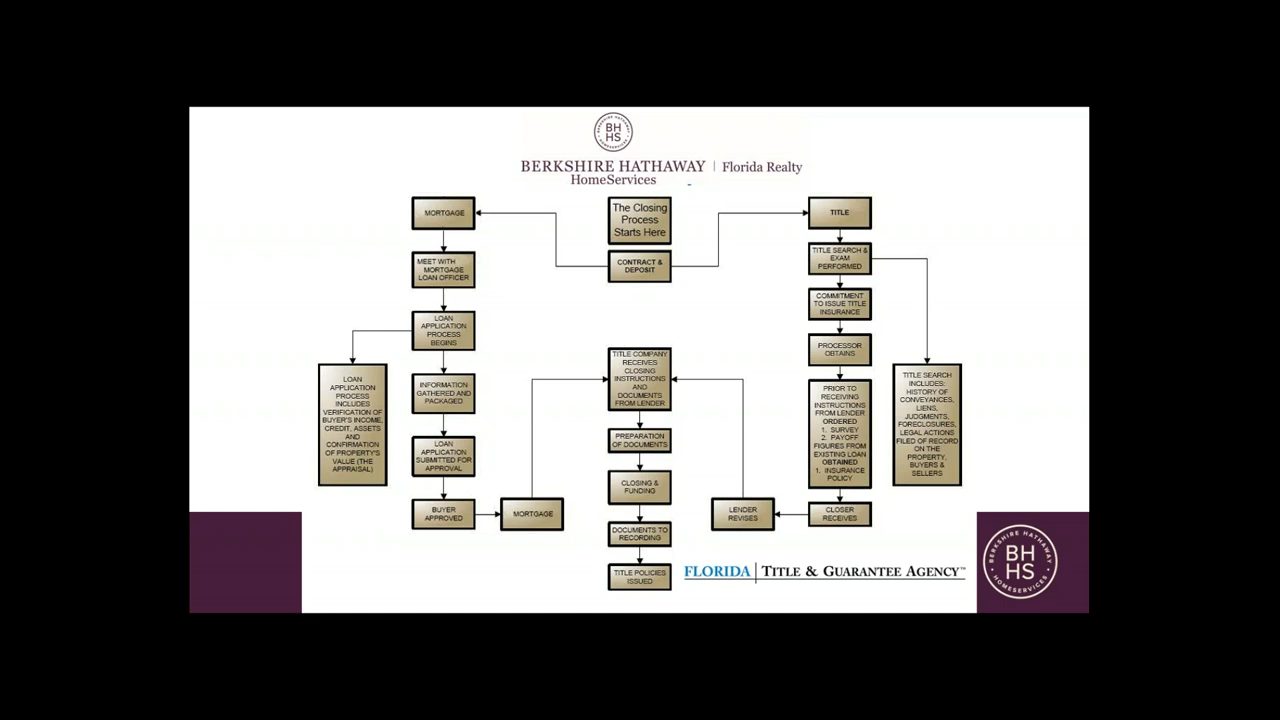 BH
HS
BERKSHIRE HATHAWAY | Florida Realty
HomeServices
The Closing
Process
Starts Here
CONTRACT &
DEPOSIT
MORTGAGE
MEET WITH
MORTGAGE
LOAN OFFICER
LOAN
APPLICATION
PROCESS
BEGINS
LOAN
APPLICATION
PROCESS
INCLUDES
VERIFICATION OF
BUYER'S INCOME,
CREDIT, ASSETS
AND
CONFIRMATION
OF PROPERTY'S
VALUE (THE
APPRAISAL)
INFORMATION
GATHERED AND
PACKAGED
LOAN
APPLICATION
SUBMITTED FOR
APPROVAL
BUYER
APPROVED
MORTGAGE
TITLE
TITLE SEARCH &
EXAM
PERFORMED
COMMITMENT
TO ISSUE TITLE
INSURANCE
PROCESSOR
OBTAINS
PRIOR TO
RECEIVING
INSTRUCTIONS
FROM LENDER
ORDERED
1. SURVEY
2. PAYOFF
FIGURES FROM
EXISTING LOAN
OBTAINED
1. INSURANCE
POLICY
TITLE SEARCH
INCLUDES:
HISTORY OF
CONVEYANCES,
LIENS,
JUDGMENTS,
FORECLOSURES,
LEGAL ACTIONS
FILED OF RECORD
ON THE
PROPERTY,
BUYERS &
SELLERS
CLOSER
RECEIVES
LENDER
REVISES
TITLE COMPANY
RECEIVES
CLOSING
INSTRUCTIONS
AND
DOCUMENTS
FROM LENDER
PREPARATION
OF DOCUMENTS
CLOSING &
FUNDING
DOCUMENTS TO
RECORDING
TITLE POLICIES
ISSUED
FLORIDA | TITLE & GUARANTEE AGENCY™
BERKSHIRE HATHAWAY
BH
HS
HOMESERVICES